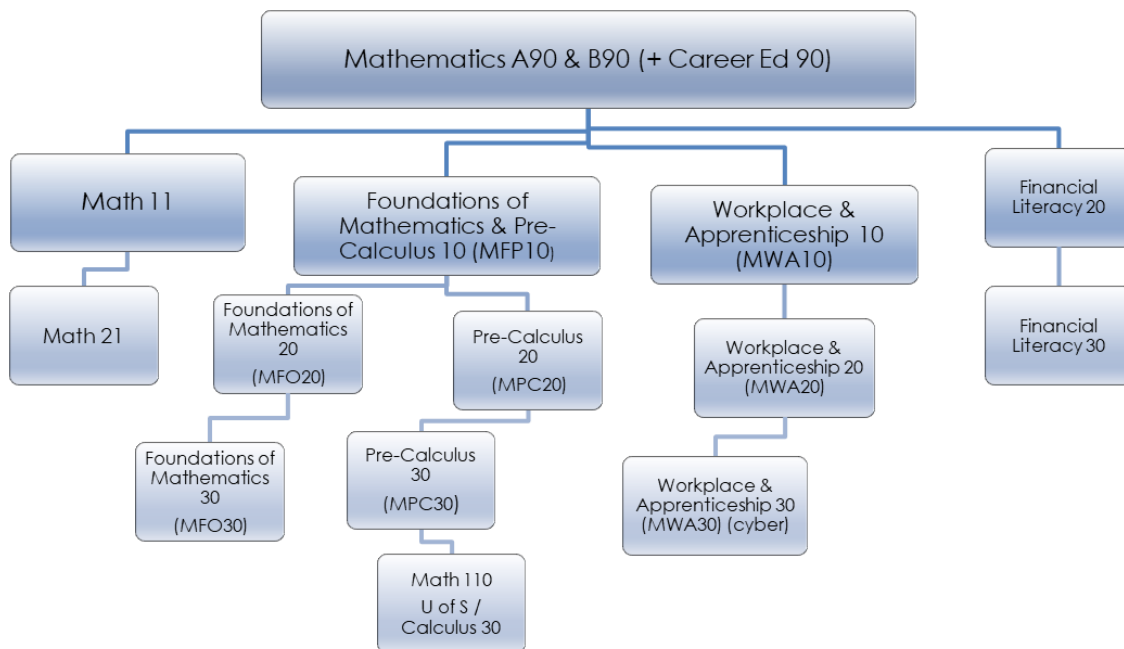 Mathematics A90 & B90 (+ Career Ed 90)
Math 11
Foundations of
Mathematics & Pre-
Calculus 10 (MFP10)
Workplace &
Apprenticeship 10
(MWA10)
Financial
Literacy 20
Math 21
Foundations of
Mathematics
20
(MFO20)
Pre-Calculus
20
(MPC20)
Workplace &
Apprenticeship 20
(MWA20)
Financial
Literacy 30
Foundations of
Mathematics
30
(MFO30)
Pre-Calculus
30
(MPC30)
Workplace &
Apprenticeship 30
(MWA30) (cyber)
Math 110
U of S /
Calculus 30